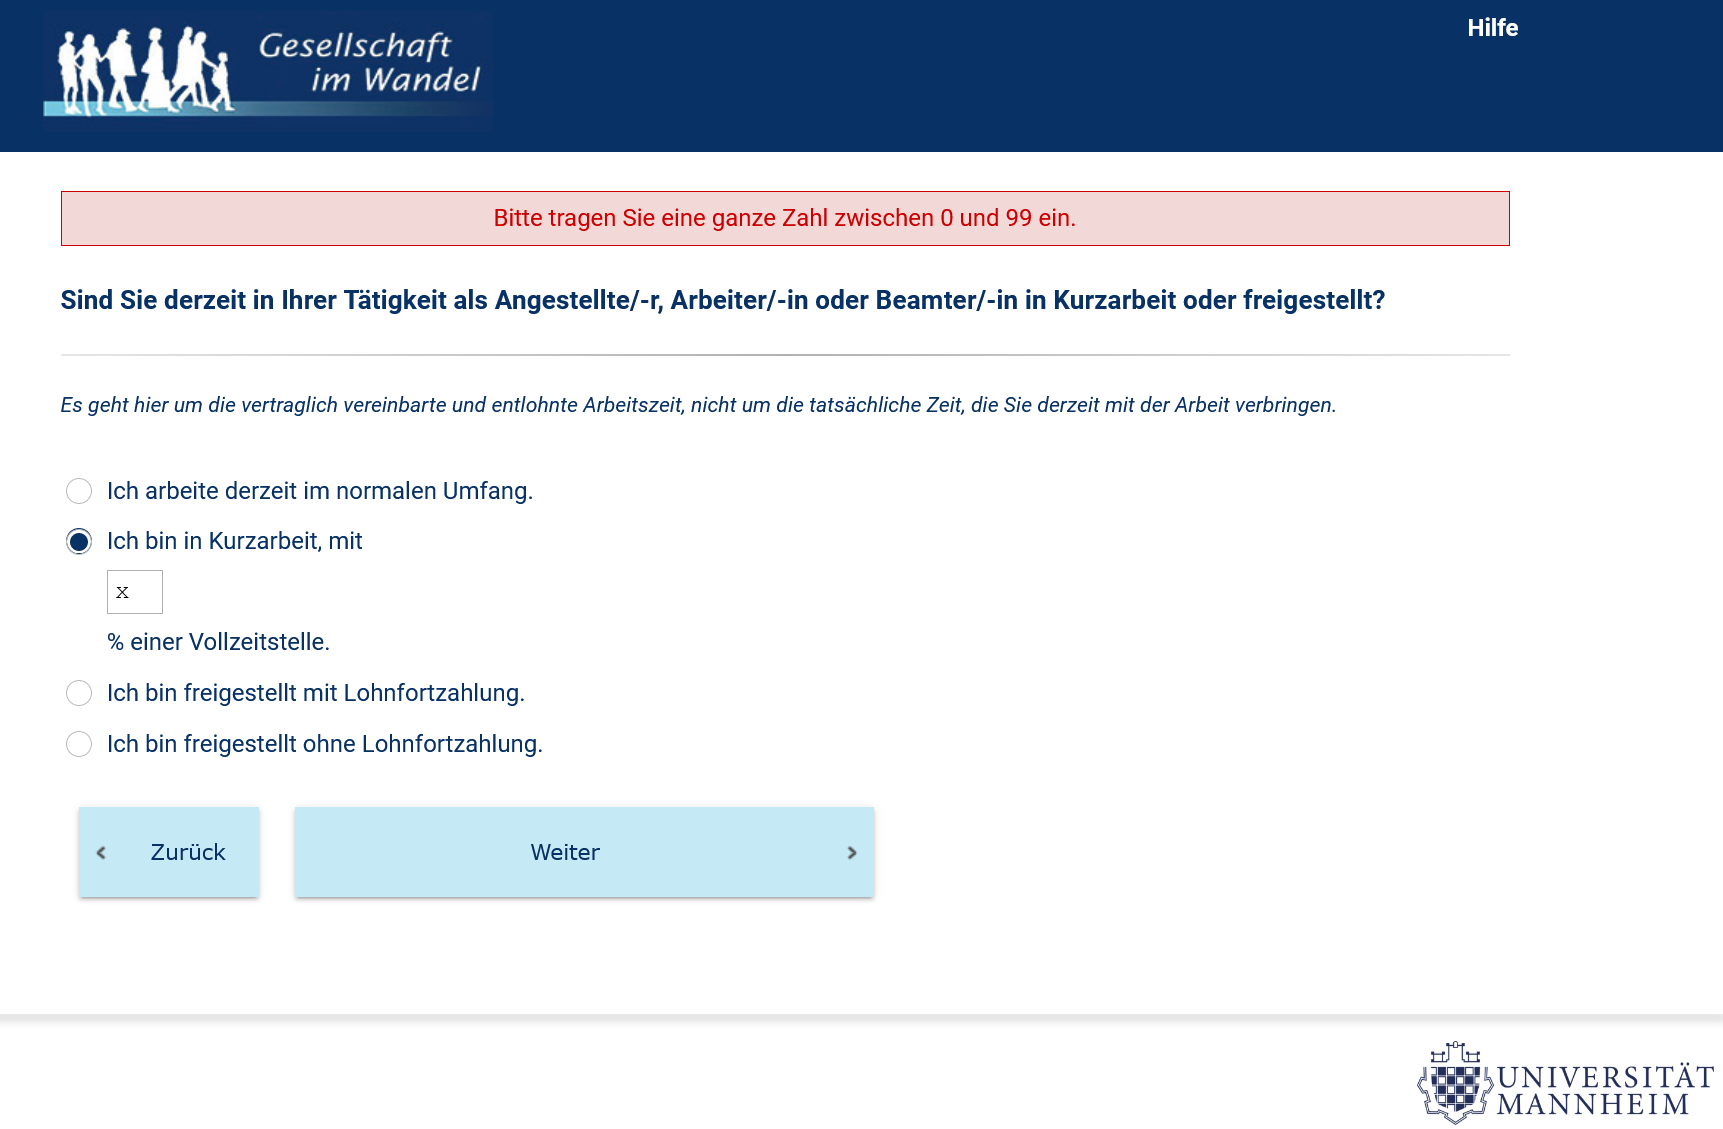 Gesellschaft
im Wandel
Hilfe
Bitte tragen Sie eine ganze Zahl zwischen 0 und 99 ein.
Sind Sie derzeit in Ihrer Tätigkeit als Angestellte/-r, Arbeiter/-in oder Beamter/-in in Kurzarbeit oder freigestellt?
Es geht hier um die vertraglich vereinbarte und entlohnte Arbeitszeit, nicht um die tatsächliche Zeit, die Sie derzeit mit der Arbeit verbringen.
Ich arbeite derzeit im normalen Umfang.
Ich bin in Kurzarbeit, mit
x
% einer Vollzeitstelle.
Ich bin freigestellt mit Lohnfortzahlung.
Ich bin freigestellt ohne Lohnfortzahlung.
Zurück
Weiter
UNIVERSITÄT
MANNHEIM